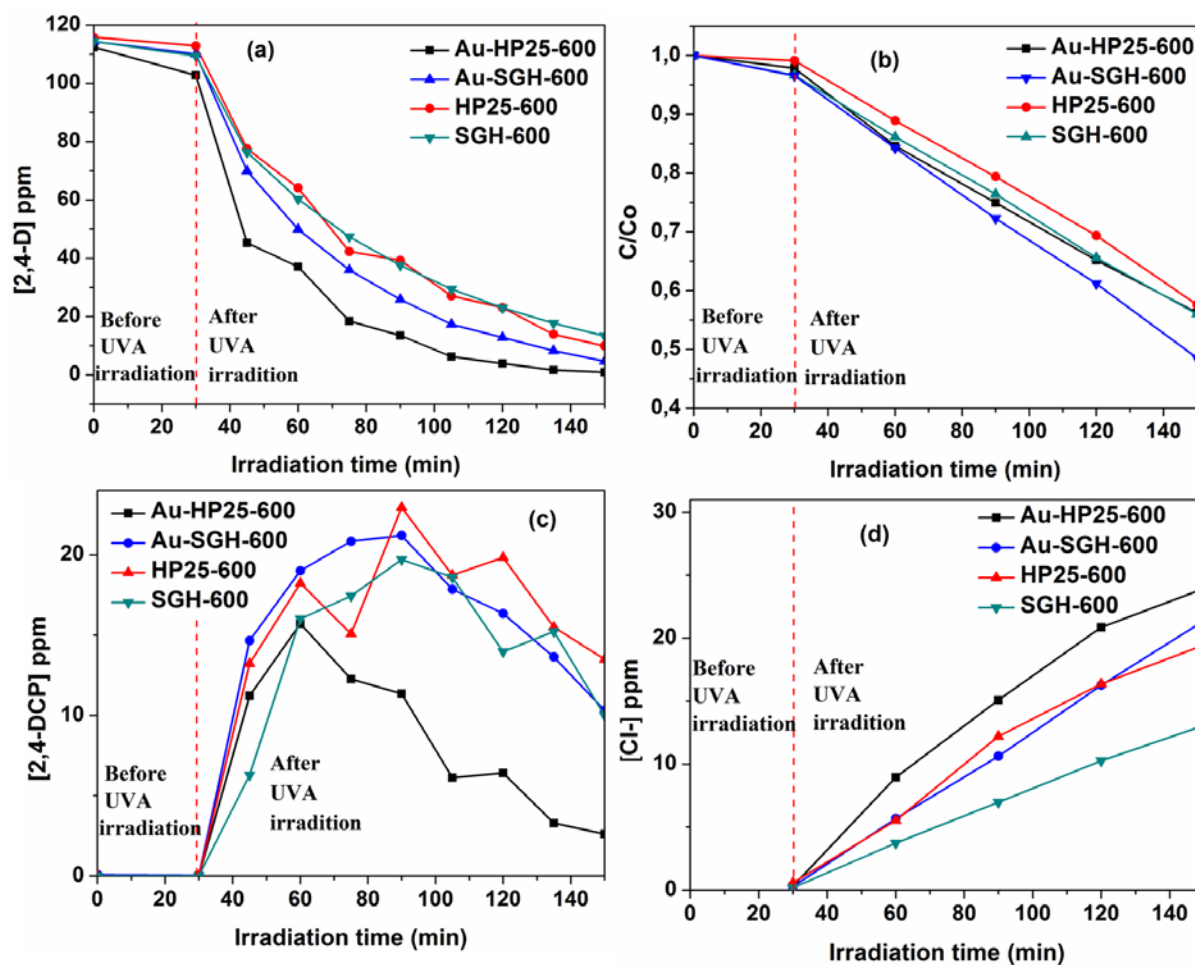 (a)
Au-HP25-600
Au-SGH-600
HP25-600
SGH-600
120
100
80
60
40
20
0
[2,4-D] ppm
Before
UVA
irradiation
After
UVA
irradition
0 20 40 60 80 100 120 140
Irradiation time (min)
(b)
Au-HP25-600
Au-SGH-600
HP25-600
SGH-600
1,0
0,9
0,8
0,7
0,6
0,5
0,4
C/Co
Before
UVA
irradiation
After
UVA
irradiation
0 20 40 60 80 100 120 140
Irradiation time (min)
(c)
Au-HP25-600
Au-SGH-600
HP25-600
SGH-600
20
10
0
[2,4-DCP] ppm
Before
UVA
irradiation
After
UVA
irradition
0 20 40 60 80 100 120 140
Irradiation time (min)
(d)
Au-HP25-600
Au-SGH-600
HP25-600
SGH-600
30
20
10
0
[Cl-] ppm
Before
UVA
irradiation
After
UVA
irradition
0 20 40 60 80 100 120 140
Irradiation time (min)